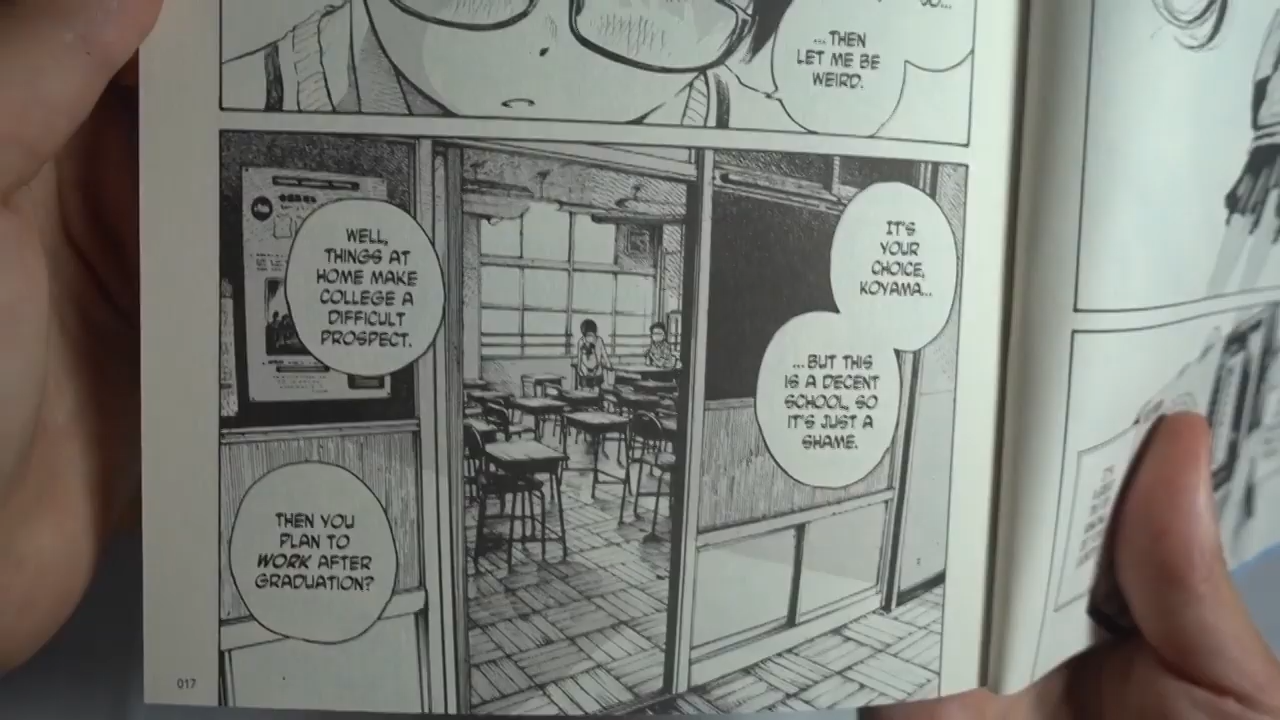 ...THEN
LET ME BE
WEIRD.
IT'S
YOUR
CHOICE,
KOYAMA...
...BUT THIS
IS A DECENT
SCHOOL, SO
IT'S JUST A
SHAME.
WELL,
THINGS AT
HOME MAKE
COLLEGE A
DIFFICULT
PROSPECT.
THEN YOU
PLAN TO
WORK AFTER
GRADUATION?
017